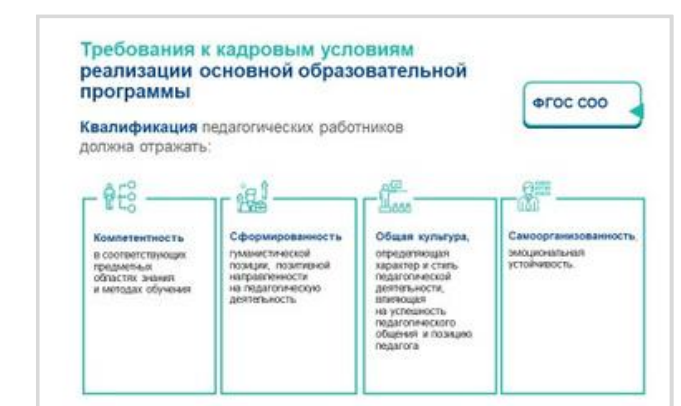 Требования к кадровым условиям
реализации основной образовательной
программы
ФГОС СОО
Квалификация педагогических работников
должна отражать:
Компетентность
в соответствующих
предметных
областях знания
и методах обучения
Сформированность
гуманистической
позиции, позитивной
направленности
на педагогическую
деятельность
Общая культура,
определяющая
характер и стиль
педагогической
деятельности,
влияющая
на успешность
педагогического
общения и позицию
педагога
Самоорганизованность,
эмоциональная
устойчивость.